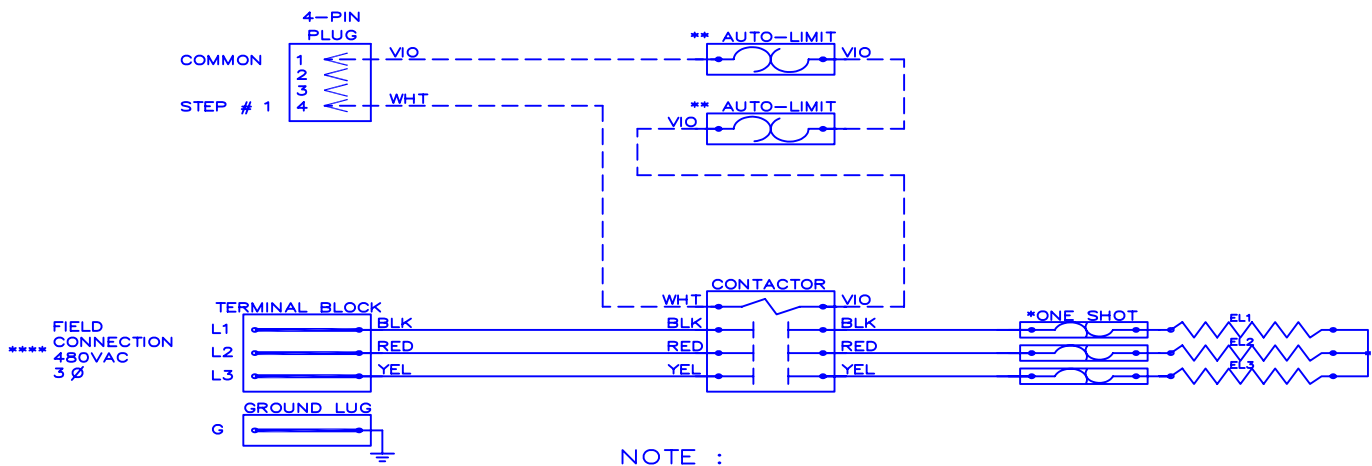 4-PIN
PLUG
COMMON 1 VIO
2
3
STEP # 1 4 WHT
** AUTO-LIMIT
VIO
** AUTO-LIMIT
VIO
CONTACTOR
WHT VIO
TERMINAL BLOCK
L1 BLK BLK BLK
L2 RED RED RED
L3 YEL YEL YEL
*ONE SHOT
EL1
EL2
EL3
FIELD
CONNECTION
**** 480VAC
3 Ø
GROUND LUG
G
NOTE :